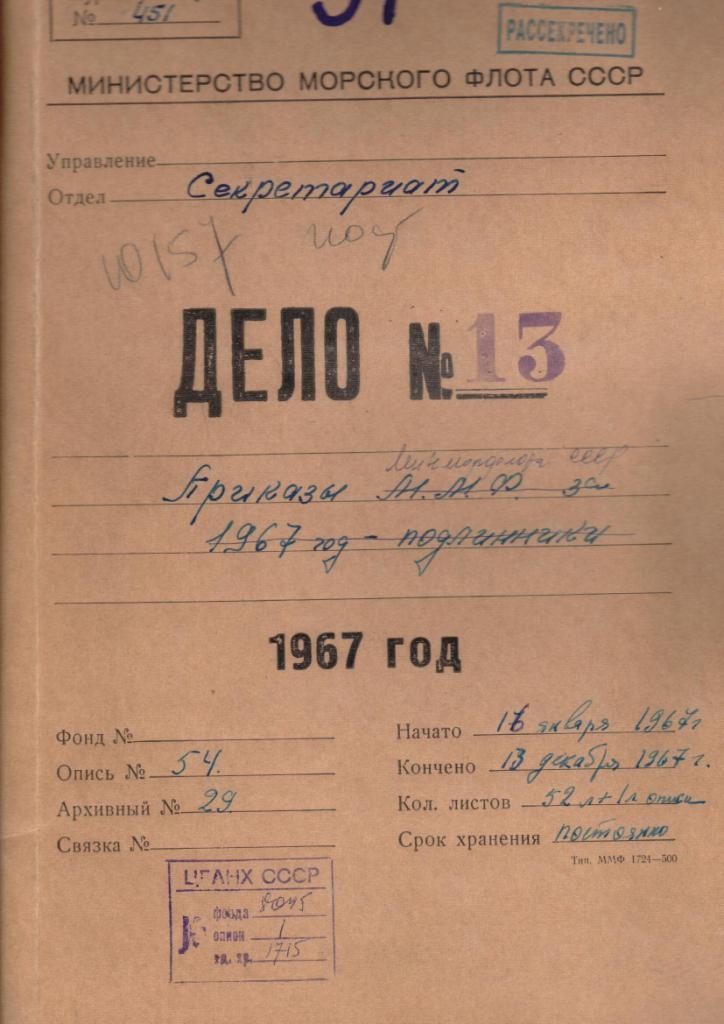 № 451
РАССЕКРЕЧЕНО
МИНИСТЕРСТВО МОРСКОГО ФЛОТА СССР
Управление
Отдел Секретариат
10157
ДЕЛО № 13
Минморфлота СССР
Приказы М.М.Ф. за
1967 год - подлинники
1967 год
Фонд №
Опись № 54.
Архивный № 29
Связка №
Начато 16 января 1967 г
Кончено 13 декабря 1967 г.
Кол. листов 52 л + 1 л описи
Срок хранения постоянно
Тип. ММФ 1724—500
ЦГАНХ СССР
фонда 8045
описи 1
ед. хр. 1715